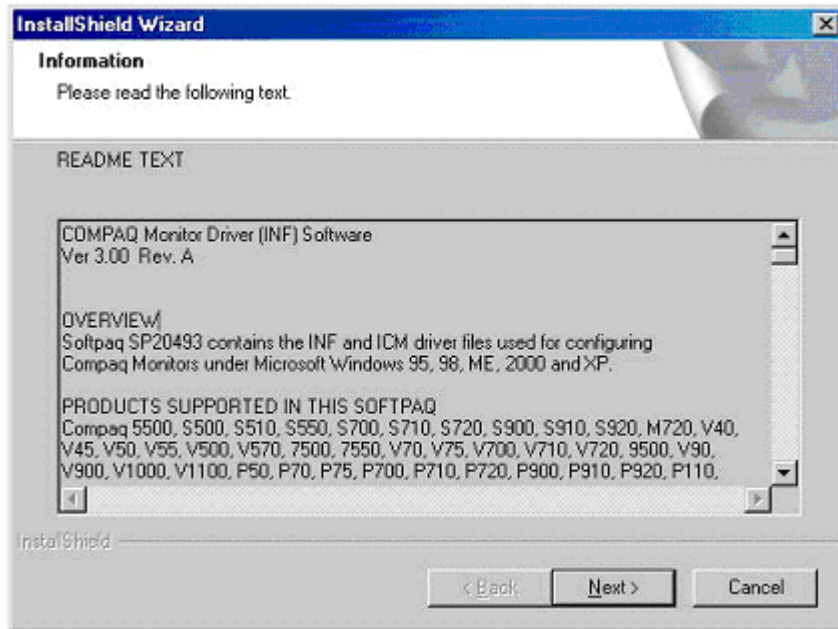 InstallShield Wizard
Information
Please read the following text.
README TEXT
COMPAQ Monitor Driver (INF) Software
Ver 3.00 Rev. A
OVERVIEW
Softpaq SP20493 contains the INF and ICM driver files used for configuring
Compaq Monitors under Microsoft Windows 95, 98, ME, 2000 and XP.
PRODUCTS SUPPORTED IN THIS SOFTPAQ
Compaq 5500, S500, S510, S550, S700, S710, S720, S900, S910, S920, M720, V40,
V45, V50, V55, V500, V570, 7500, 7550, V70, V75, V700, V710, V720, 9500, V90,
V900, V1000, V1100, P50, P70, P75, P700, P710, P720, P900, P910, P920, P110,
InstallShield
< Back
Next >
Cancel